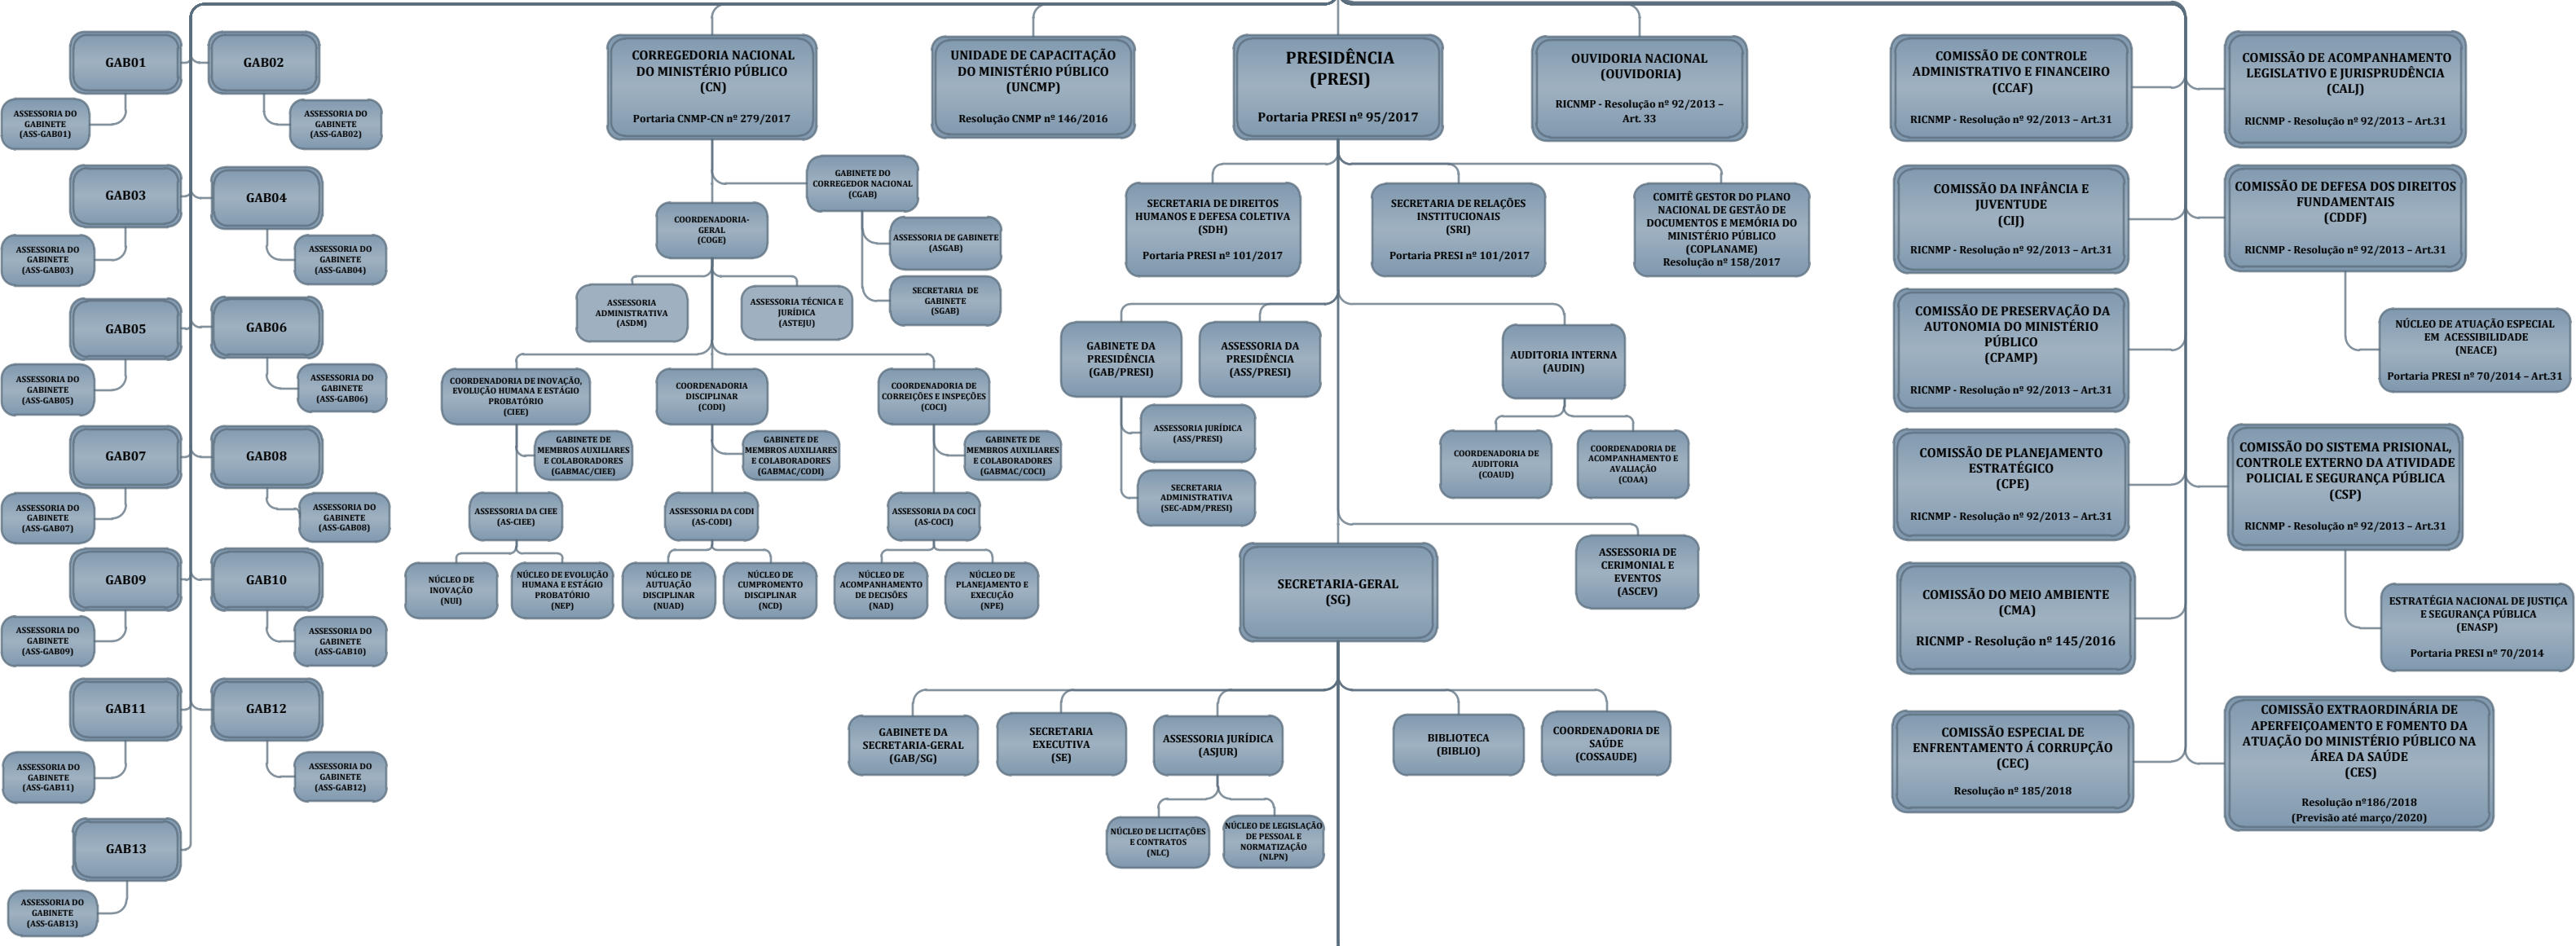 GAB01
GAB02
ASSESSORIA DO
GABINETE
(ASS-GAB01)
ASSESSORIA DO
GABINETE
(ASS-GAB02)
GAB03
GAB04
ASSESSORIA DO
GABINETE
(ASS-GAB03)
ASSESSORIA DO
GABINETE
(ASS-GAB04)
GAB05
GAB06
ASSESSORIA DO
GABINETE
(ASS-GAB05)
ASSESSORIA DO
GABINETE
(ASS-GAB06)
GAB07
GAB08
ASSESSORIA DO
GABINETE
(ASS-GAB07)
ASSESSORIA DO
GABINETE
(ASS-GAB08)
GAB09
GAB10
ASSESSORIA DO
GABINETE
(ASS-GAB09)
ASSESSORIA DO
GABINETE
(ASS-GAB10)
GAB11
GAB12
ASSESSORIA DO
GABINETE
(ASS-GAB11)
ASSESSORIA DO
GABINETE
(ASS-GAB12)
GAB13
ASSESSORIA DO
GABINETE
(ASS-GAB13)
CORREGEDORIA NACIONAL
DO MINISTÉRIO PÚBLICO
(CN)
Portaria CNMP-CN nº 279/2017
GABINETE DO
CORREGEDOR NACIONAL
(CGAB)
COORDENADORIA-
GERAL
(COGE)
ASSESSORIA DE GABINETE
(ASGAB)
SECRETARIA DE
GABINETE
(SGAB)
ASSESSORIA
ADMINISTRATIVA
(ASDM)
ASSESSORIA TÉCNICA E
JURÍDICA
(ASTEJU)
COORDENADORIA DE INOVAÇÃO,
EVOLUÇÃO HUMANA E ESTÁGIO
PROBATÓRIO
(CIEE)
COORDENADORIA
DISCIPLINAR
(CODI)
COORDENADORIA DE
CORREIÇÕES E INSPEÇÕES
(COCI)
GABINETE DE
MEMBROS AUXILIARES
E COLABORADORES
(GABMAC/CIEE)
GABINETE DE
MEMBROS AUXILIARES
E COLABORADORES
(GABMAC/CODI)
GABINETE DE
MEMBROS AUXILIARES
E COLABORADORES
(GABMAC/COCI)
ASSESSORIA DA CIEE
(AS-CIEE)
ASSESSORIA DA CODI
(AS-CODI)
ASSESSORIA DA COCI
(AS-COCI)
NÚCLEO DE
INOVAÇÃO
(NUI)
NÚCLEO DE EVOLUÇÃO
HUMANA E ESTÁGIO
PROBATÓRIO
(NEP)
NÚCLEO DE
AUTUAÇÃO
DISCIPLINAR
(NUAD)
NÚCLEO DE
CUMPROMENTO
DISCIPLINAR
(NCD)
NÚCLEO DE
ACOMPANHAMENTO
DE DECISÕES
(NAD)
NÚCLEO DE
PLANEJAMENTO E
EXECUÇÃO
(NPE)
UNIDADE DE CAPACITAÇÃO
DO MINISTÉRIO PÚBLICO
(UNCMP)
Resolução CNMP nº 146/2016
PRESIDÊNCIA
(PRESI)
Portaria PRESI nº 95/2017
OUVIDORIA NACIONAL
(OUVIDORIA)
RICNMP - Resolução nº 92/2013 –
Art. 33
SECRETARIA DE DIREITOS
HUMANOS E DEFESA COLETIVA
(SDH)
Portaria PRESI nº 101/2017
SECRETARIA DE RELAÇÕES
INSTITUCIONAIS
(SRI)
Portaria PRESI nº 101/2017
COMITÊ GESTOR DO PLANO
NACIONAL DE GESTÃO DE
DOCUMENTOS E MEMÓRIA DO
MINISTÉRIO PÚBLICO
(COPLANAME)
Resolução nº 158/2017
GABINETE DA
PRESIDÊNCIA
(GAB/PRESI)
ASSESSORIA DA
PRESIDÊNCIA
(ASS/PRESI)
AUDITORIA INTERNA
(AUDIN)
ASSESSORIA JURÍDICA
(ASS/PRESI)
SECRETARIA
ADMINISTRATIVA
(SEC-ADM/PRESI)
COORDENADORIA DE
AUDITORIA
(COAUD)
COORDENADORIA DE
ACOMPANHAMENTO E
AVALIAÇÃO
(COAA)
SECRETARIA-GERAL
(SG)
ASSESSORIA DE
CERIMONIAL E
EVENTOS
(ASCEV)
GABINETE DA
SECRETARIA-GERAL
(GAB/SG)
SECRETARIA
EXECUTIVA
(SE)
ASSESSORIA JURÍDICA
(ASJUR)
BIBLIOTECA
(BIBLIO)
COORDENADORIA DE
SAÚDE
(COSSAUDE)
NÚCLEO DE LICITAÇÕES
E CONTRATOS
(NLC)
NÚCLEO DE LEGISLAÇÃO
DE PESSOAL E
NORMATIZAÇÃO
(NLPN)
COMISSÃO DE CONTROLE
ADMINISTRATIVO E FINANCEIRO
(CCAF)
RICNMP - Resolução nº 92/2013 – Art.31
COMISSÃO DE ACOMPANHAMENTO
LEGISLATIVO E JURISPRUDÊNCIA
(CALJ)
RICNMP - Resolução nº 92/2013 – Art.31
COMISSÃO DA INFÂNCIA E
JUVENTUDE
(CIJ)
RICNMP - Resolução nº 92/2013 – Art.31
COMISSÃO DE DEFESA DOS DIREITOS
FUNDAMENTAIS
(CDDF)
RICNMP - Resolução nº 92/2013 – Art.31
COMISSÃO DE PRESERVAÇÃO DA
AUTONOMIA DO MINISTÉRIO
PÚBLICO
(CPAMP)
RICNMP - Resolução nº 92/2013 – Art.31
NÚCLEO DE ATUAÇÃO ESPECIAL
EM ACESSIBILIDADE
(NEACE)
Portaria PRESI nº 70/2014 – Art.31
COMISSÃO DE PLANEJAMENTO
ESTRATÉGICO
(CPE)
RICNMP - Resolução nº 92/2013 – Art.31
COMISSÃO DO SISTEMA PRISIONAL,
CONTROLE EXTERNO DA ATIVIDADE
POLICIAL E SEGURANÇA PÚBLICA
(CSP)
RICNMP - Resolução nº 92/2013 – Art.31
COMISSÃO DO MEIO AMBIENTE
(CMA)
RICNMP - Resolução nº 145/2016
ESTRATÉGIA NACIONAL DE JUSTIÇA
E SEGURANÇA PÚBLICA
(ENASP)
Portaria PRESI nº 70/2014
COMISSÃO ESPECIAL DE
ENFRENTAMENTO Á CORRUPÇÃO
(CEC)
Resolução nº 185/2018
COMISSÃO EXTRAORDINÁRIA DE
APERFEIÇOAMENTO E FOMENTO DA
ATUAÇÃO DO MINISTÉRIO PÚBLICO NA
ÁREA DA SAÚDE
(CES)
Resolução nº186/2018
(Previsão até março/2020)